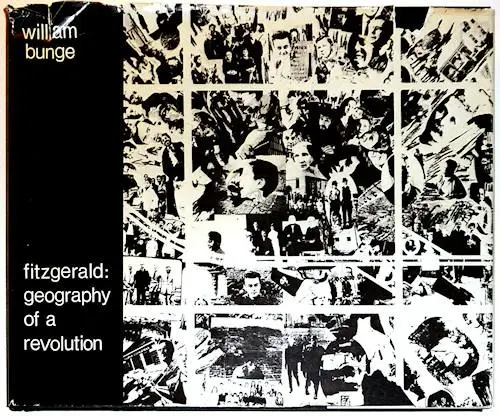 william
bunge
fitzgerald:
geography
of a
revolution